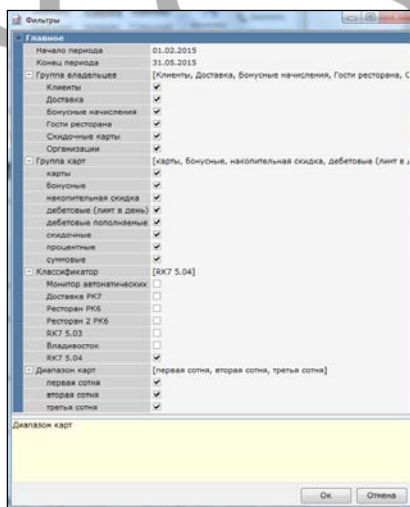 Фильтры
Главное
Начало периода 01.02.2015
Конец периода 31.05.2015
Группа владельцев [Клиенты, Доставка, Бонусные начисления, Гости ресторана, С
Клиенты
Доставка
Бонусные начисления
Гости ресторана
Скидочные карты
Организации
Группа карт [карты, бонусные, накопительная скидка, дебетовые (лимт в д
карты
бонусные
накопительная скидка
дебетовые (лимт в день)
дебетовые пополняемые
скидочные
процентные
суммовые
Классификатор [RK7 5.04]
Монитор автонатических
Доставка РК7
Ресторан РК6
Ресторан 2 РК6
RK7 5.03
Владивосток
RK7 5.04
Диапазон карт [первая сотня, вторая сотня, третья сотня]
первая сотня
вторая сотня
третья сотня
Диапазон карт
Ок Отмена